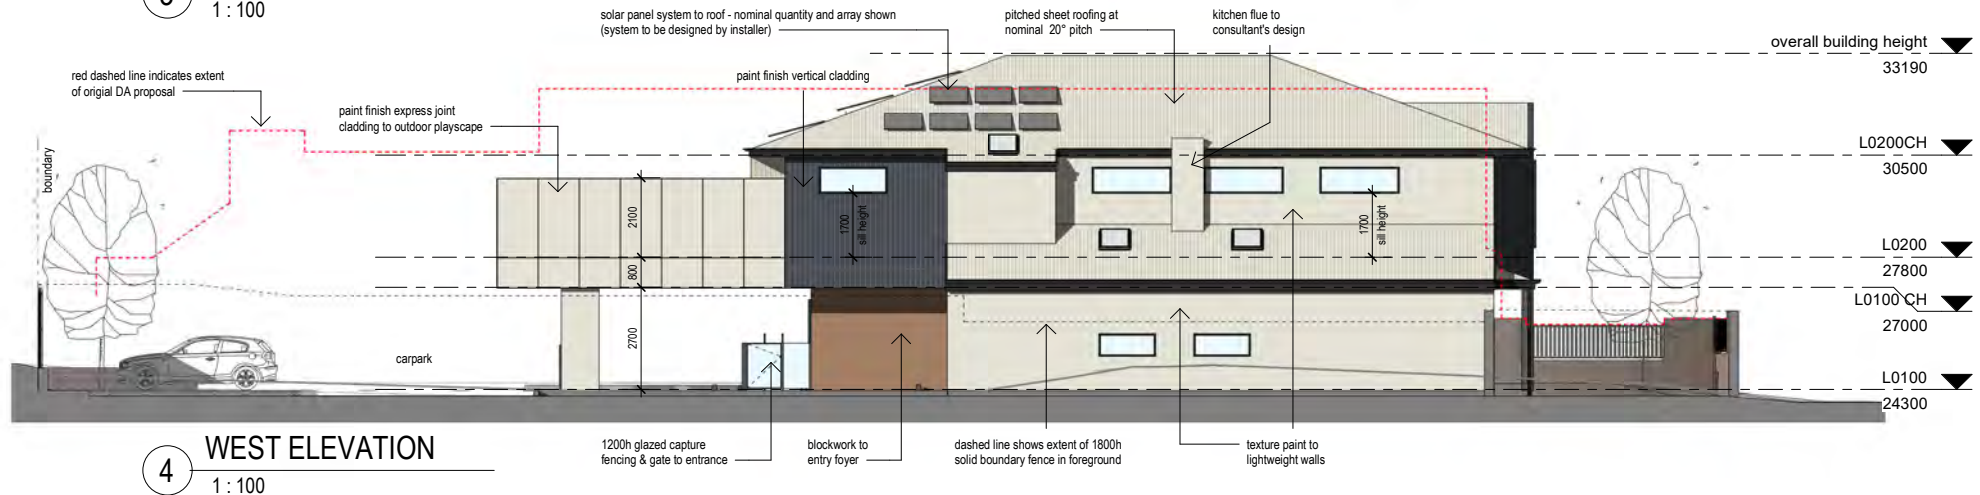 1 : 100
solar panel system to roof - nominal quantity and array shown
(system to be designed by installer)
pitched sheet roofing at
nominal 20° pitch
kitchen flue to
consultant's design
overall building height
33190
red dashed line indicates extent
of origial DA proposal
paint finish vertical cladding
paint finish express joint
cladding to outdoor playscape
L0200CH
30500
boundary
2100
1700
sill height
1700
sill height
L0200
27800
800
L0100 CH
27000
2700
carpark
L0100
24300
4
WEST ELEVATION
1 : 100
1200h glazed capture
fencing & gate to entrance
blockwork to
entry foyer
dashed line shows extent of 1800h
solid boundary fence in foreground
texture paint to
lightweight walls